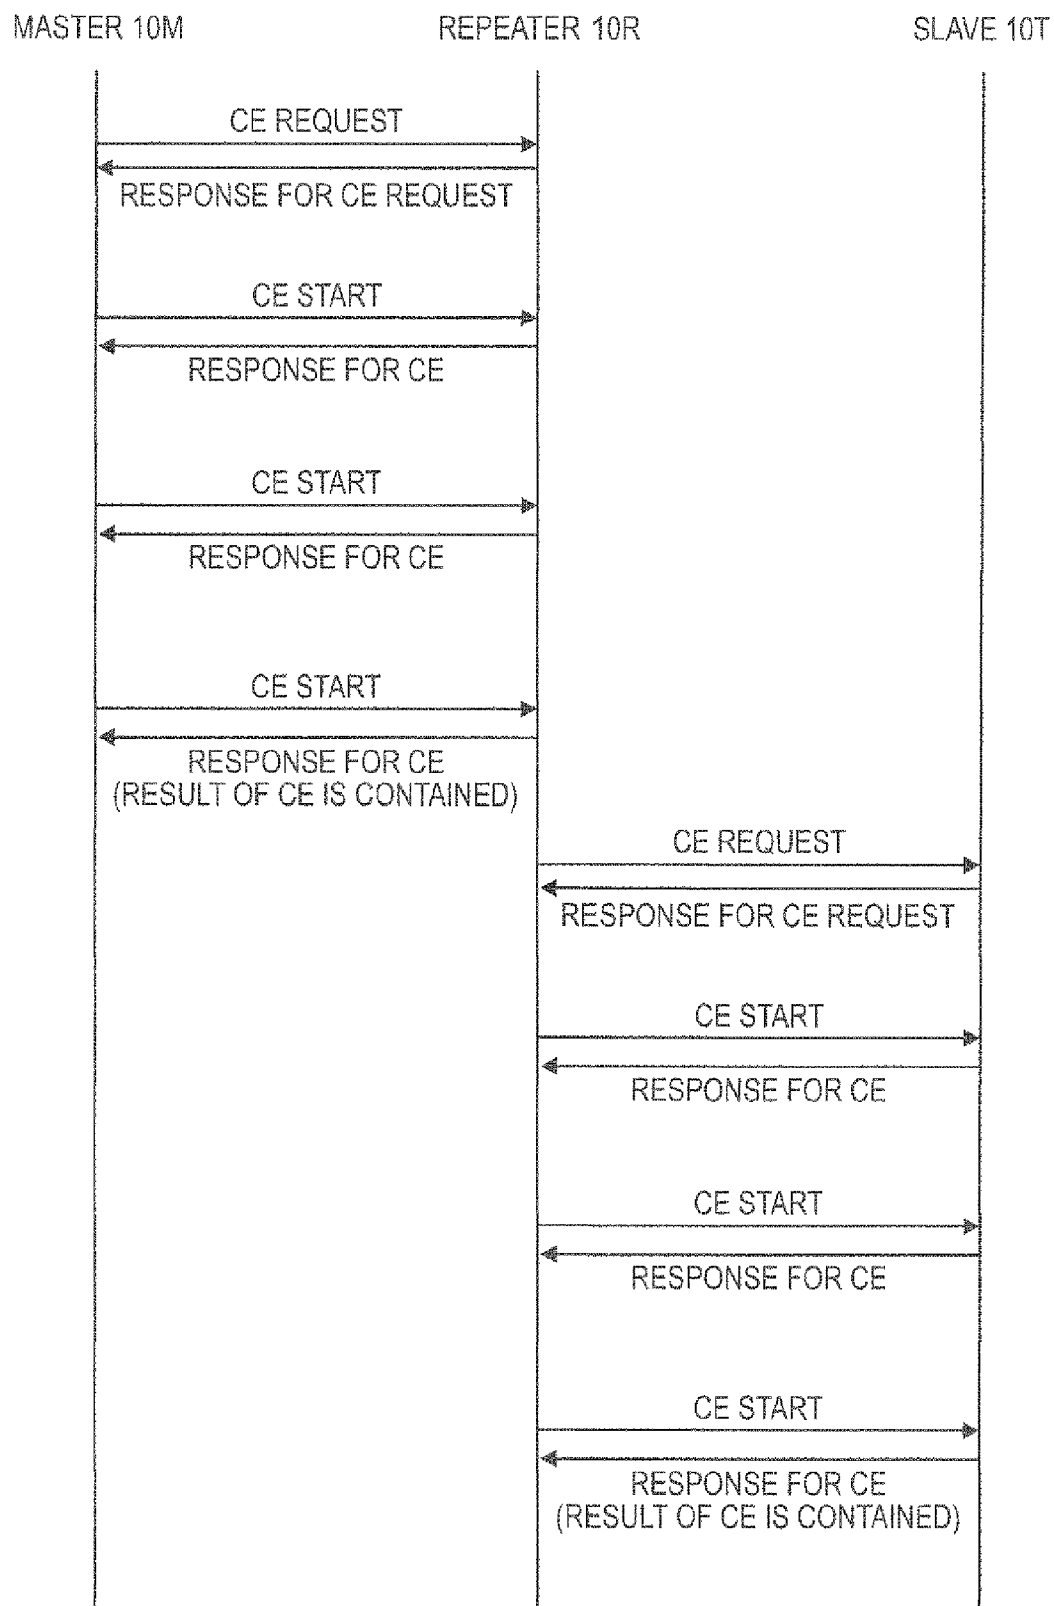 MASTER 10M
REPEATER 10R
SLAVE 10T
CE REQUEST
RESPONSE FOR CE REQUEST
CE START
RESPONSE FOR CE
CE START
RESPONSE FOR CE
CE START
RESPONSE FOR CE
(RESULT OF CE IS CONTAINED)
CE REQUEST
RESPONSE FOR CE REQUEST
CE START
RESPONSE FOR CE
CE START
RESPONSE FOR CE
CE START
RESPONSE FOR CE
(RESULT OF CE IS CONTAINED)